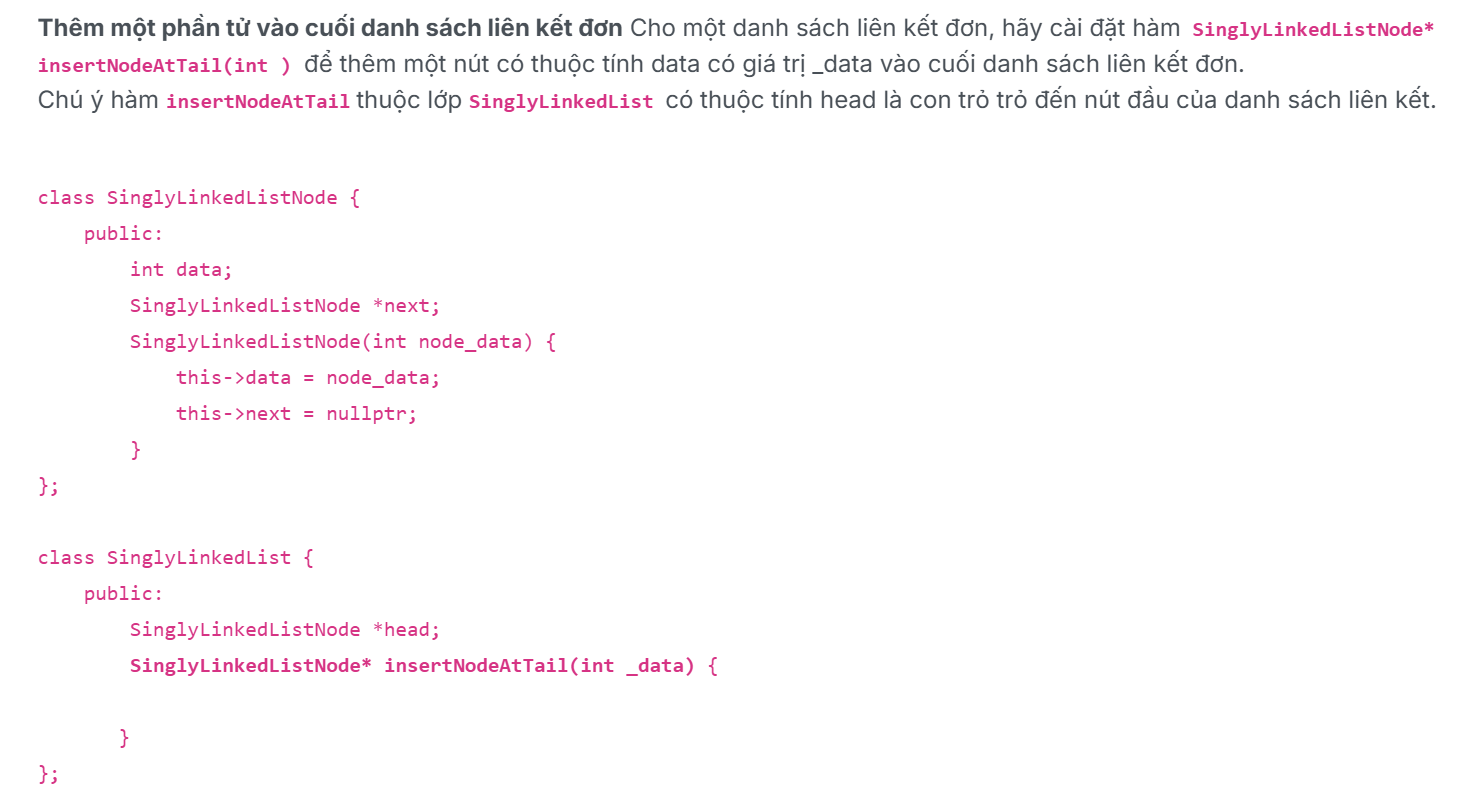 Thêm một phần tử vào cuối danh sách liên kết đơn Cho một danh sách liên kết đơn, hãy cài đặt hàm SinglyLinkedListNode*
insertNodeAtTail(int ) để thêm một nút có thuộc tính data có giá trị _data vào cuối danh sách liên kết đơn.
Chú ý hàm insertNodeAtTail thuộc lớp SinglyLinkedList có thuộc tính head là con trỏ trỏ đến nút đầu của danh sách liên kết.
class SinglyLinkedListNode {
    public:
        int data;
        SinglyLinkedListNode *next;
        SinglyLinkedListNode(int node_data) {
            this->data = node_data;
            this->next = nullptr;
        }
};
class SinglyLinkedList {
    public:
        SinglyLinkedListNode *head;
        SinglyLinkedListNode* insertNodeAtTail(int _data) {
       }
};